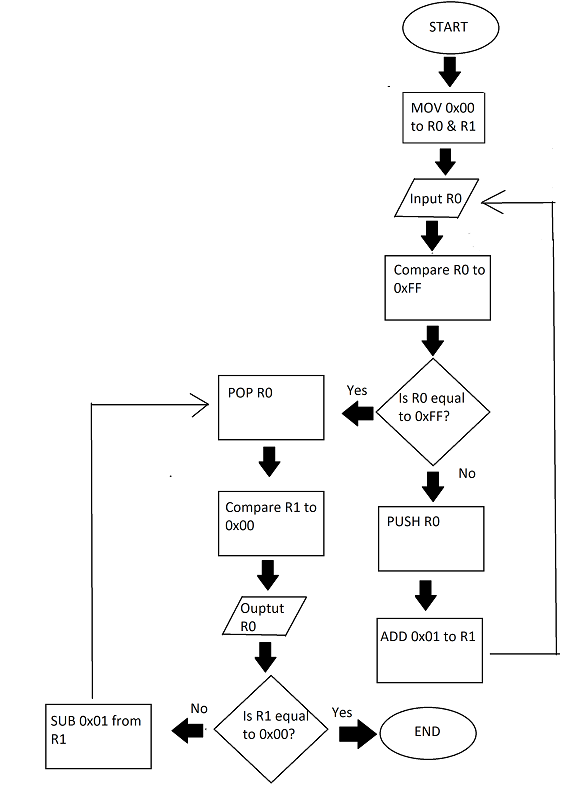 START
MOV 0x00
to R0 & R1
Input R0
Compare R0 to
0xFF
Is R0 equal
to 0xFF?
Yes
No
POP R0
Compare R1 to
0x00
Ouptut
R0
Is R1 equal
to 0x00?
No
Yes
SUB 0x01 from
R1
END
PUSH R0
ADD 0x01 to R1